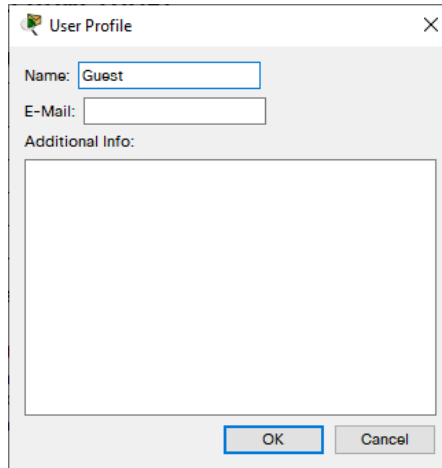 User Profile
Name: Guest
E-Mail:
Additional Info:
OK Cancel